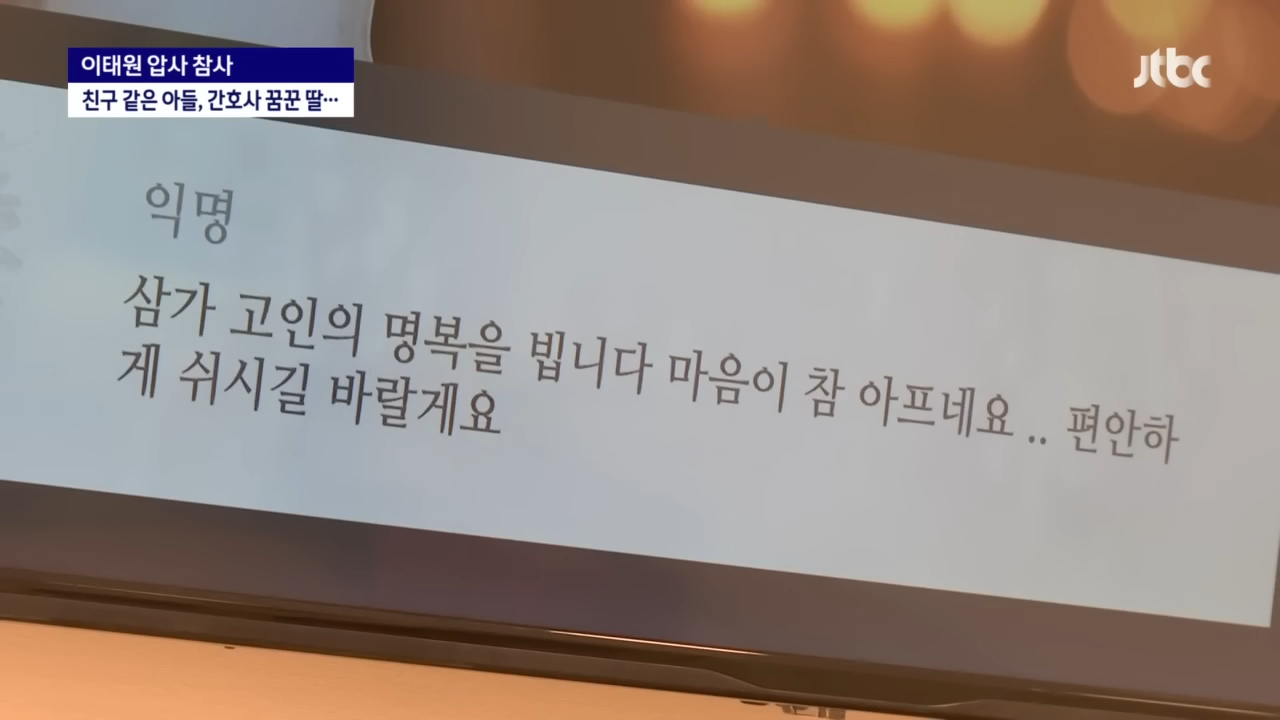 이태원 압사 참사
친구 같은 아들, 간호사 꿈꾼 딸…
jtbc
익명
삼가 고인의 명복을 빕니다 마음이 참 아프네요 .. 편안하
게 쉬시길 바랄게요